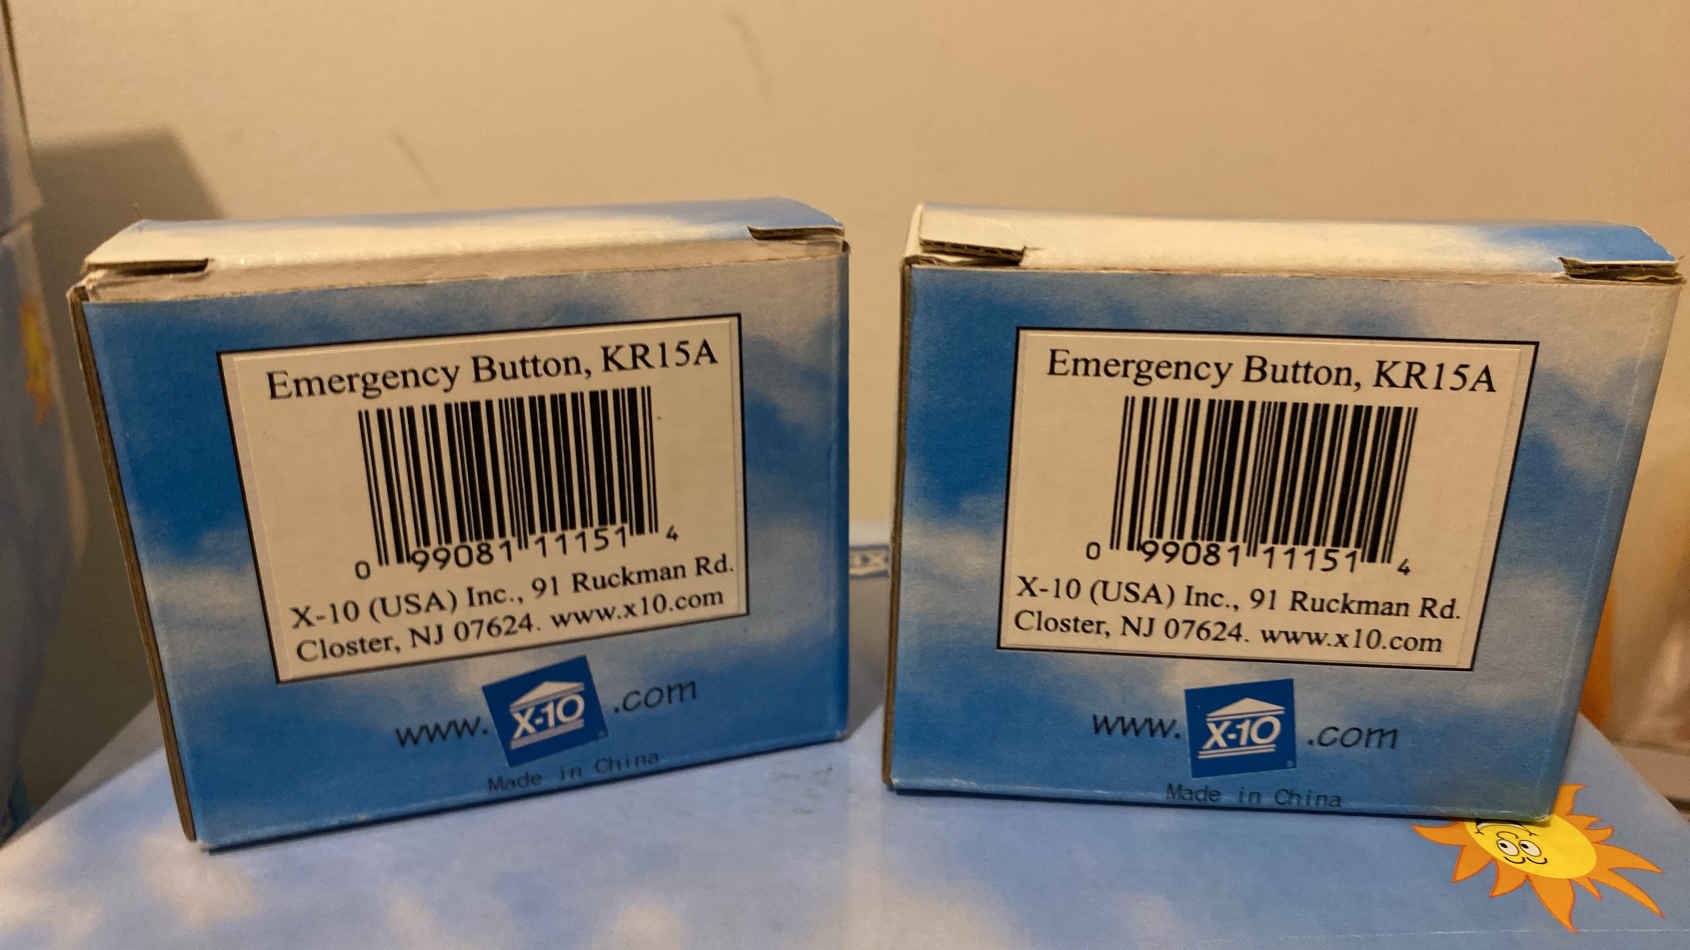 Emergency Button, KR15A
0 99081 11151 4
X-10 (USA) Inc., 91 Ruckman Rd.
Closter, NJ 07624. www.x10.com
www.X-10.com
Made in China
Emergency Button, KR15A
0 99081 11151 4
X-10 (USA) Inc., 91 Ruckman Rd.
Closter, NJ 07624. www.x10.com
www.X-10.com
Made in China